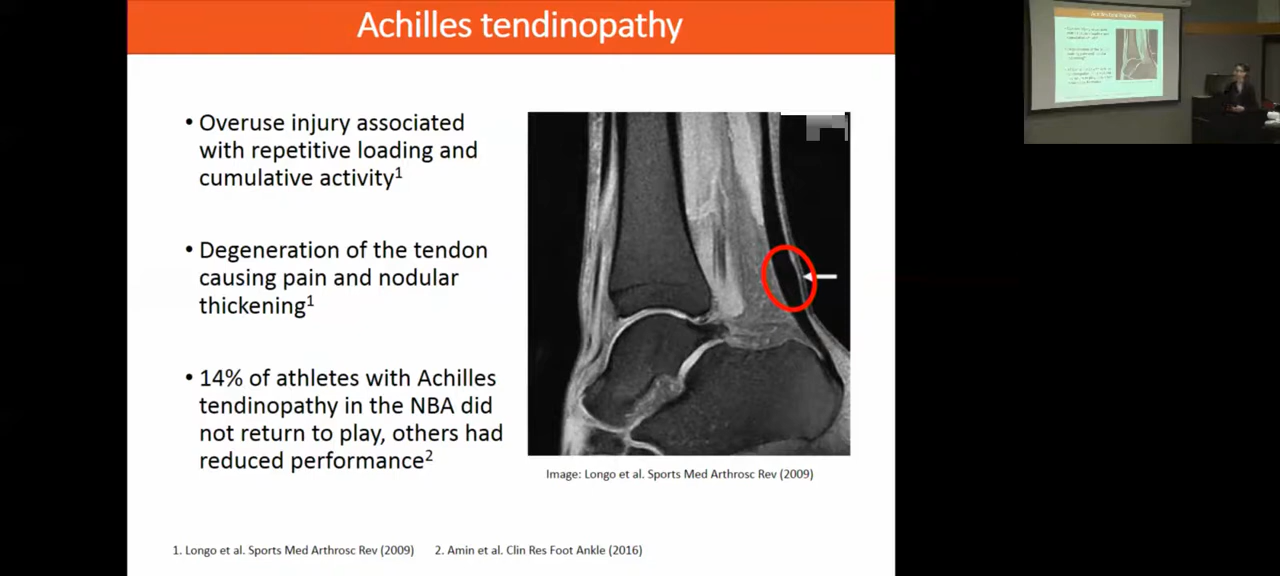 Achilles tendinopathy
• Overuse injury associated
with repetitive loading and
cumulative activity1
• Degeneration of the tendon
causing pain and nodular
thickening1
• 14% of athletes with Achilles
tendinopathy in the NBA did
not return to play, others had
reduced performance2
Image: Longo et al. Sports Med Arthrosc Rev (2009)
1. Longo et al. Sports Med Arthrosc Rev (2009) 2. Amin et al. Clin Res Foot Ankle (2016)
Achilles tendinopathy